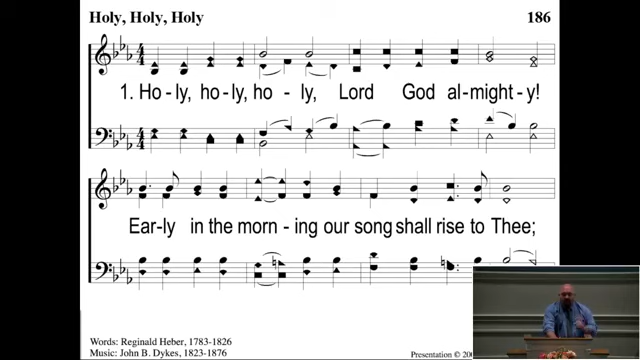 Holy, Holy, Holy 186
1. Ho - ly, ho - ly, ho - ly, Lord God al - might - y!
Ear - ly in the morn - ing our song shall rise to Thee;
Words: Reginald Heber, 1783-1826
Music: John B. Dykes, 1823-1876
Presentation ©